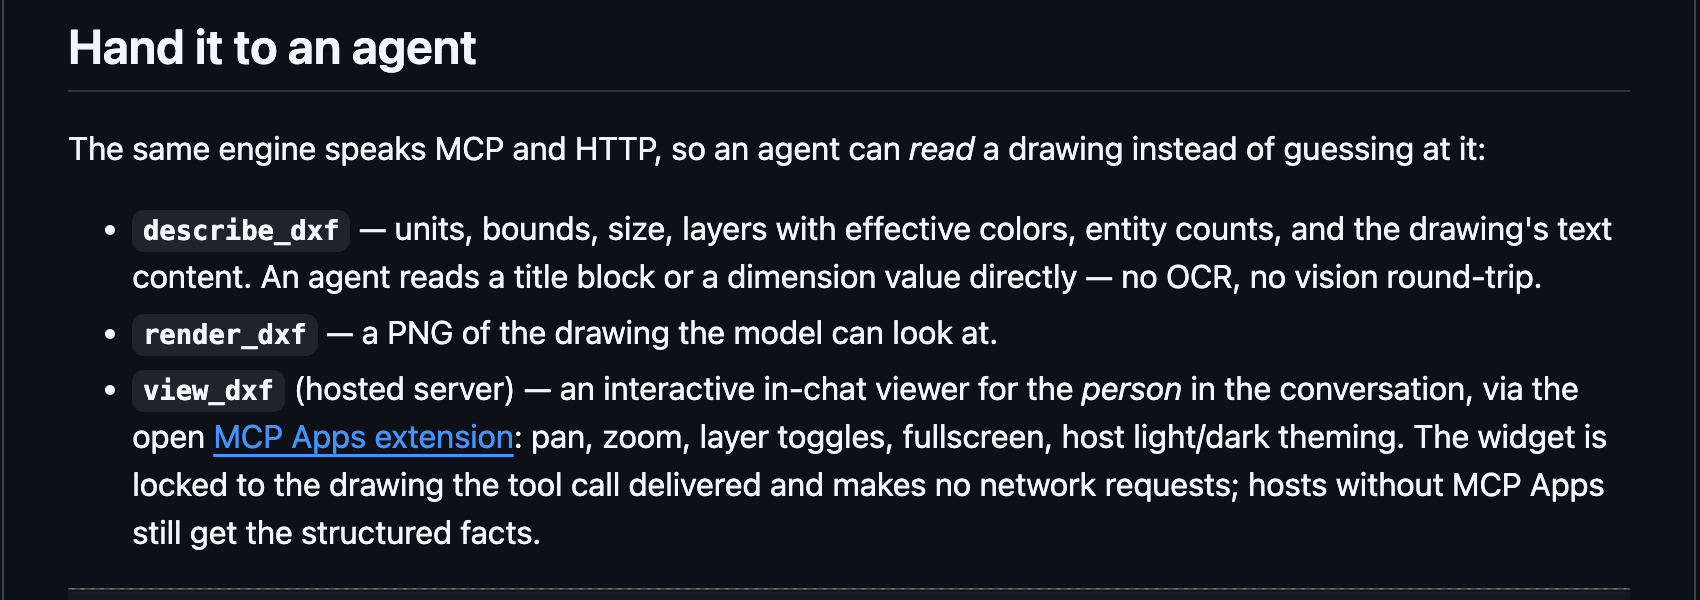 Hand it to an agent
The same engine speaks MCP and HTTP, so an agent can read a drawing instead of guessing at it:
• describe_dxf — units, bounds, size, layers with effective colors, entity counts, and the drawing's text
content. An agent reads a title block or a dimension value directly — no OCR, no vision round-trip.
• render_dxf — a PNG of the drawing the model can look at.
• view_dxf (hosted server) — an interactive in-chat viewer for the person in the conversation, via the
open MCP Apps extension: pan, zoom, layer toggles, fullscreen, host light/dark theming. The widget is
locked to the drawing the tool call delivered and makes no network requests; hosts without MCP Apps
still get the structured facts.